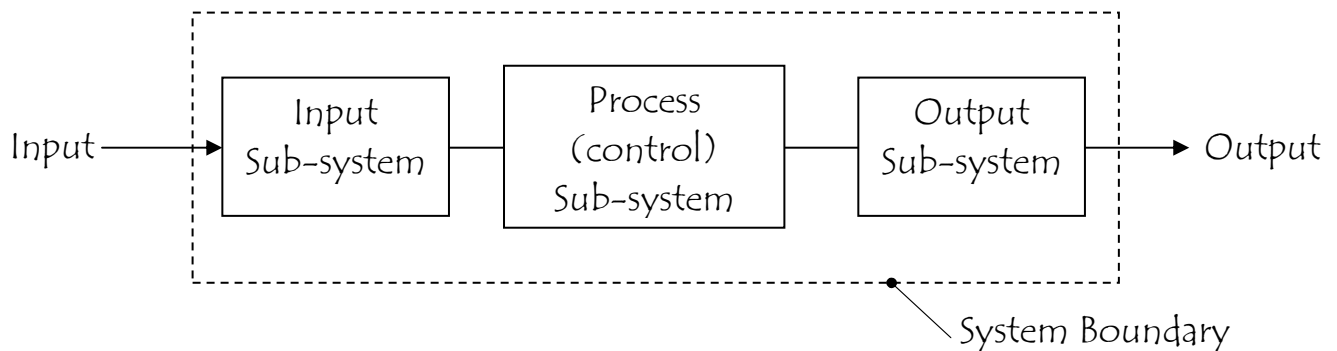 Input
Input
Sub-system
Process
(control)
Sub-system
Output
Sub-system
Output
System Boundary